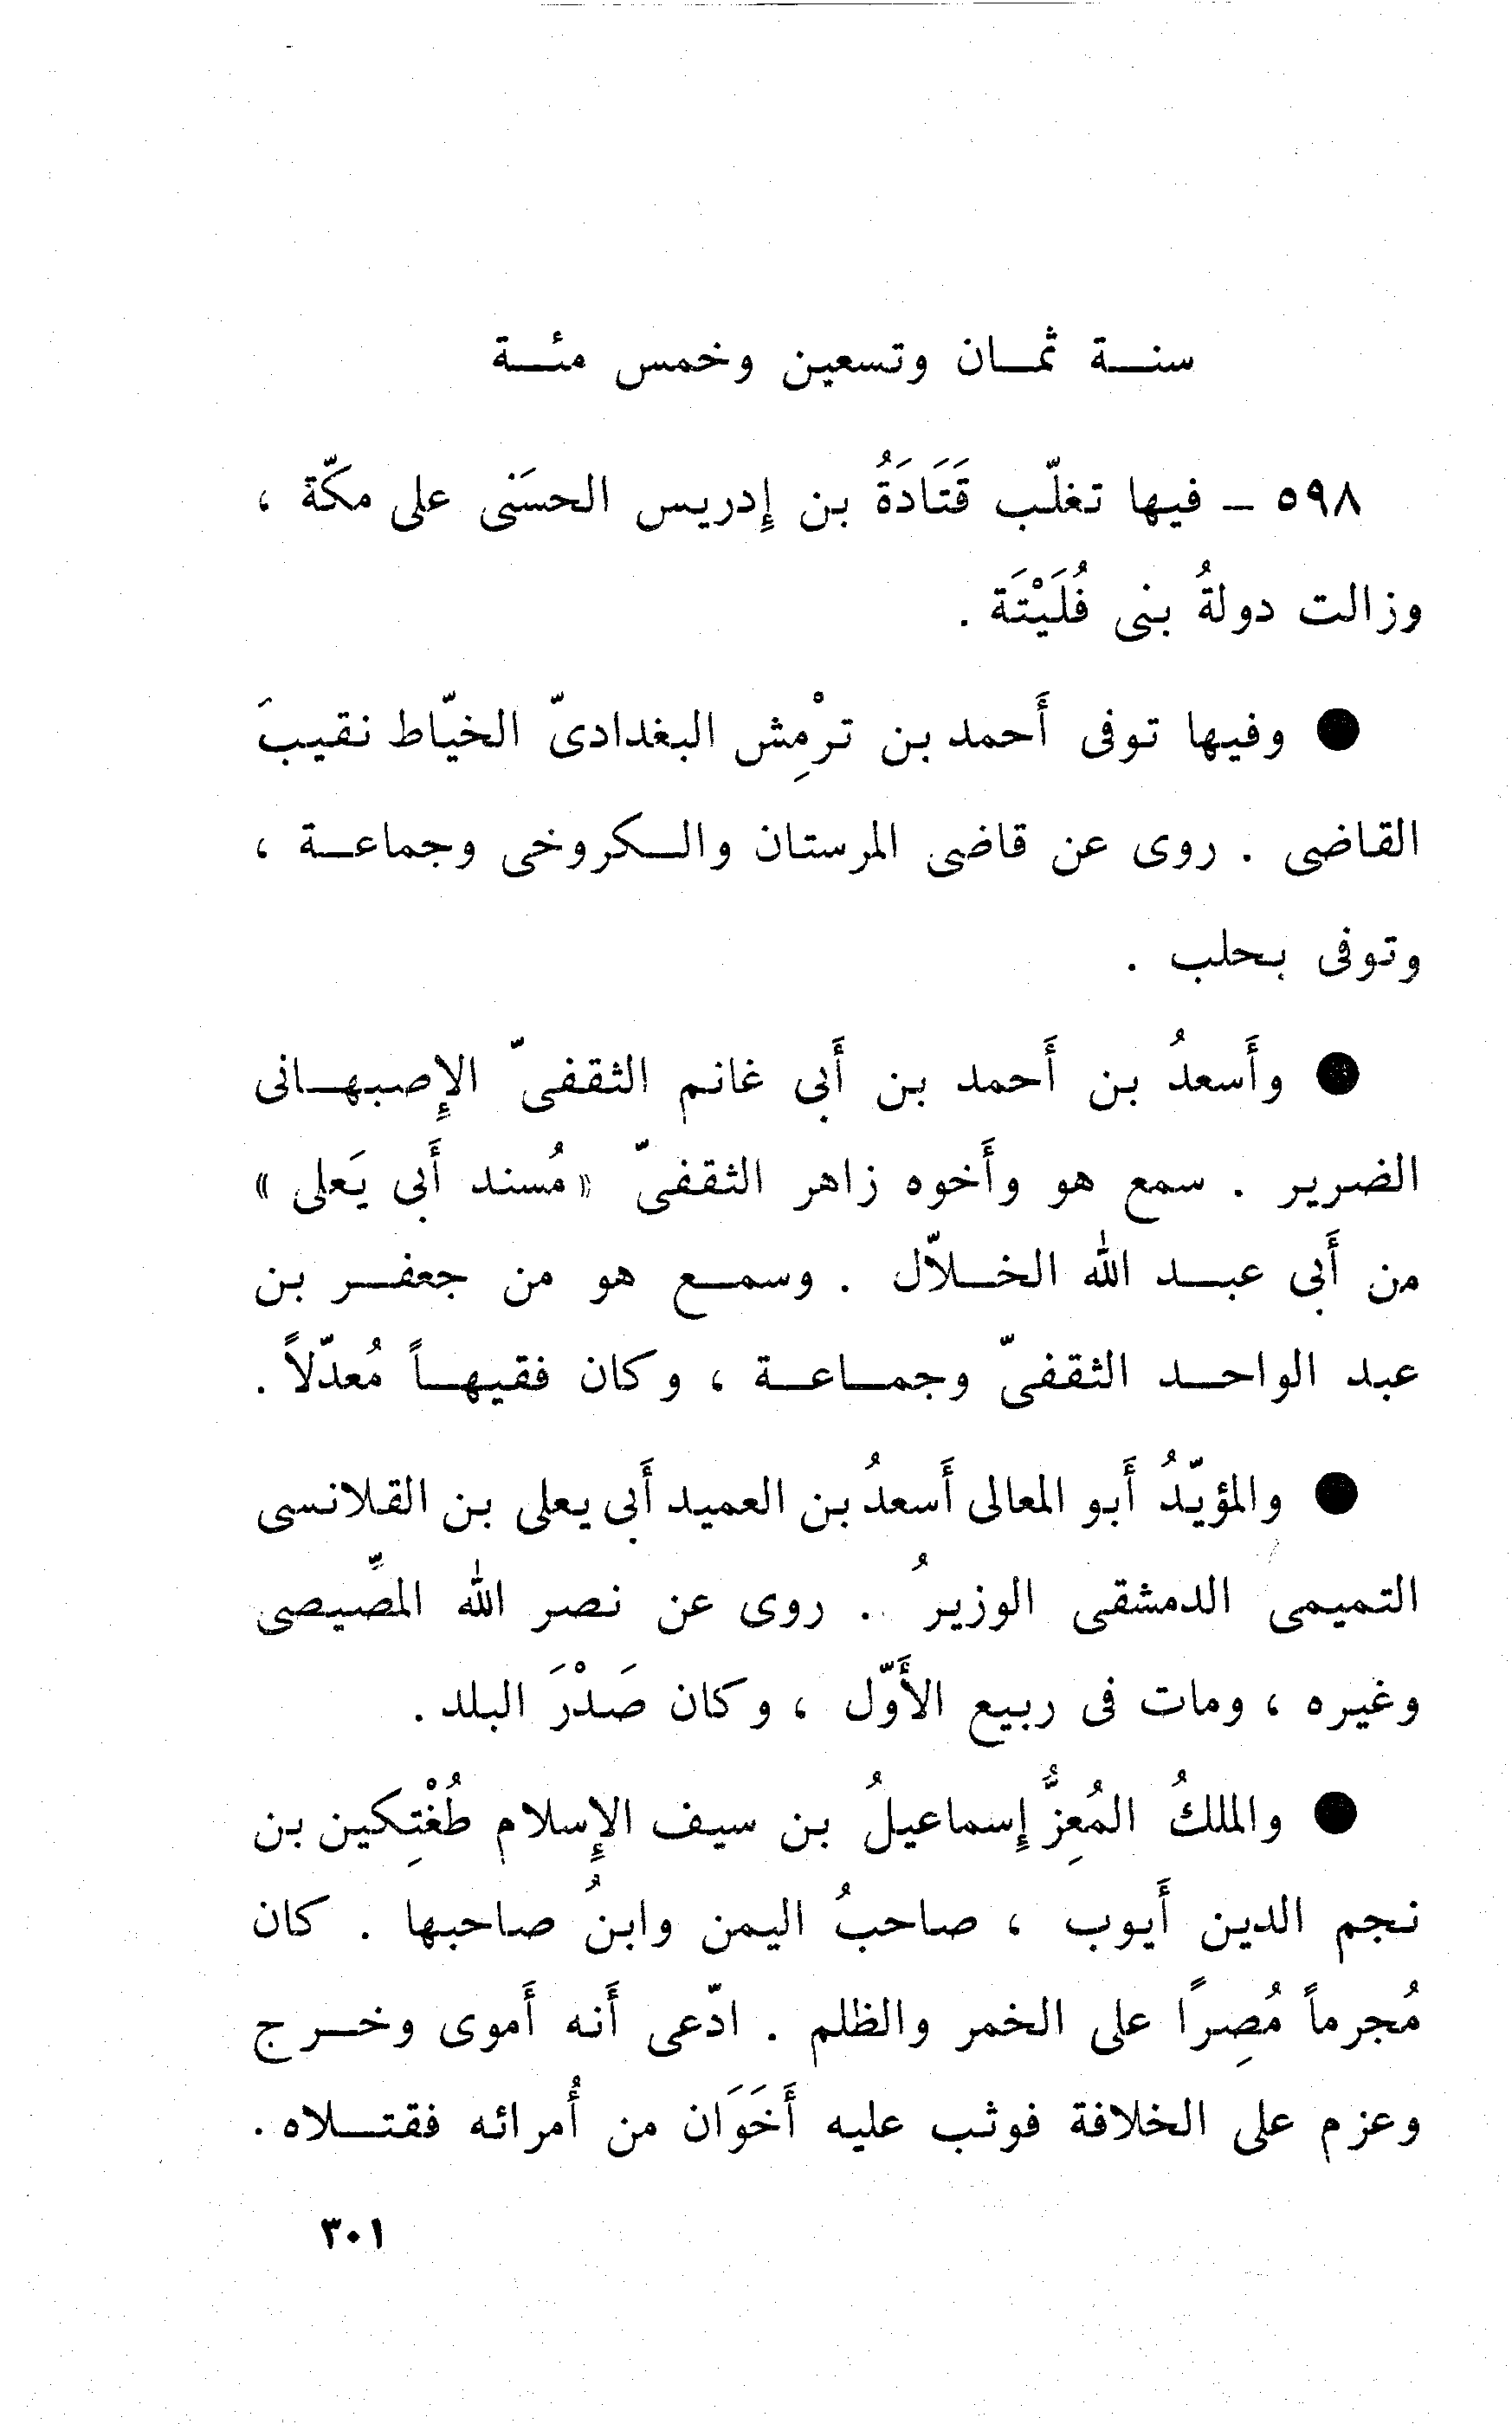 سنة ثمان وتسعين وخمس مئة
٥٩٨ - فيها تغلّب قَتَادَةُ بن إِدريس الحسَنى على مكّة ،
وزالت دولةُ بنى فُلَيْتَة .
● وفيها توفى أَحمد بن ترْمِش البغدادىّ الخيّاط نقيبَ
القاضى . روى عن قاضى المرستان والكروخى وجماعة ،
وتوفى بحلب .
● وأَسعدُ بن أَحمد بن أَبى غانم الثقفىّ الإِصبهانى
الضرير . سمع هو وأَخوه زاهر الثقفىّ «مُسند أَبى يَعلى »
من أَبى عبد الله الخلاّل . وسمع هو من جعفر بن
عبد الواحد الثقفىّ وجماعة ، وكان فقيهاً مُعدّلاً .
● والمؤيّدُ أَبو المعالى أَسعدُ بن العميد أَبى يعلى بن القلانسى
التميمى الدمشقى الوزيرُ . روى عن نصر الله المصِّيصى
وغيره ، ومات فى ربيع الأَوّل ، وكان صَدْرَ البلد .
● والملكُ المُعِزُّ إِسماعيلُ بن سيف الإِسلام طُغْتِكين بن
نجم الدين أَيوب ، صاحبُ اليمن وابنُ صاحبها . كان
مُجرماً مُصِرًا على الخمر والظلم . ادّعى أَنه أَموى وخرج
وعزم على الخلافة فوثب عليه أَخَوَان من أُمرائه فقتلاه .
٣٠١